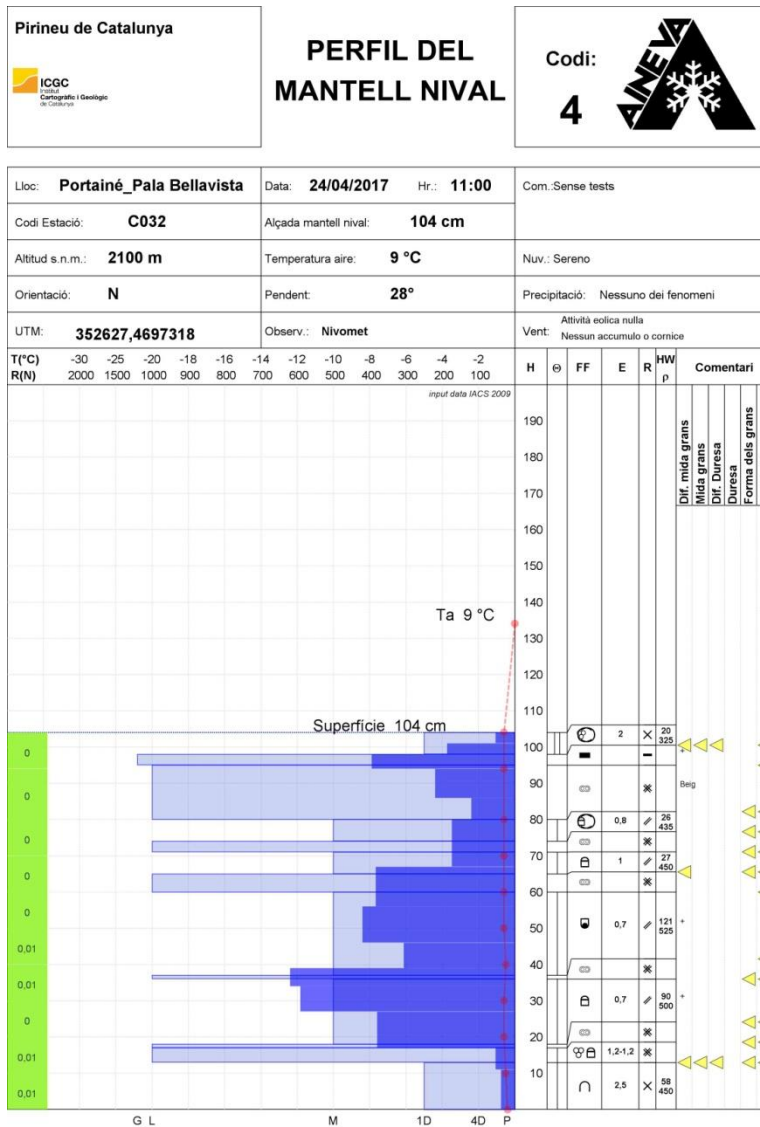 Pirineu de Catalunya
ICGC
Institut
Cartogràfic i Geològic
de Catalunya
PERFIL DEL
MANTELL NIVAL
Codi:
4
AINEVA
Lloc: Portainé_Pala Bellavista
Data: 24/04/2017 Hr.: 11:00
Com.:Sense tests
Codi Estació: C032
Alçada mantell nival: 104 cm
Altitud s.n.m.: 2100 m
Temperatura aire: 9 °C
Nuv.: Sereno
Orientació: N
Pendent: 28°
Precipitació: Nessuno dei fenomeni
UTM: 352627,4697318
Observ.: Nivomet
Vent: Attività eolica nulla
Nessun accumulo o cornice
T(°C) -30 -25 -20 -18 -16 -14 -12 -10 -8 -6 -4 -2
R(N) 2000 1500 1000 900 800 700 600 500 400 300 200 100
H Θ FF E R HW ρ Comentari
input data IACS 2009
Dif. mida grans
Mida grans
Dif. Duresa
Duresa
Forma dels grans
190
180
170
160
150
140
Ta 9 °C
130
120
110
Superfície 104 cm
2 20
325
100
0
+
90
Beig
0
80
0,8 26
435
0
70
1 27
450
0
60
0
50
0,7 121
525
+
0,01
40
0,01
30
0,7 90
500
+
0
20
0,01
1,2-1,2
10
0,01
2,5 58
450
G L M 1D 4D P